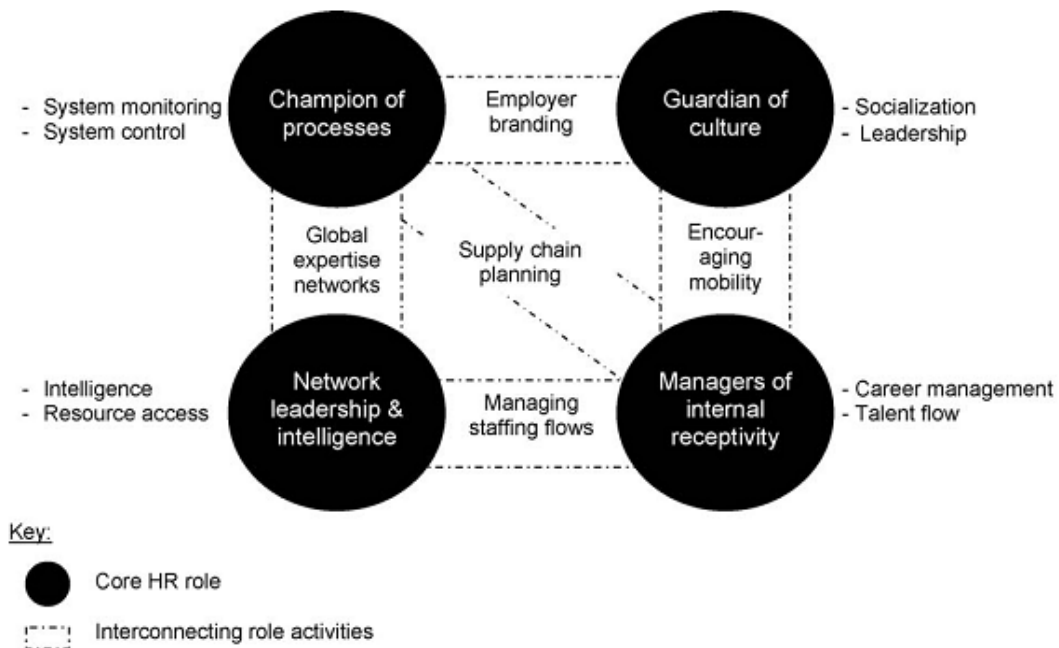 Champion of
processes
Employer
branding
Guardian of
culture
- System monitoring
- System control
- Socialization
- Leadership
Global
expertise
networks
Supply chain
planning
Encour-
aging
mobility
- Intelligence
- Resource access
Network
leadership &
intelligence
Managing
staffing flows
Managers of
internal
receptivity
- Career management
- Talent flow
Key:
Core HR role
Interconnecting role activities